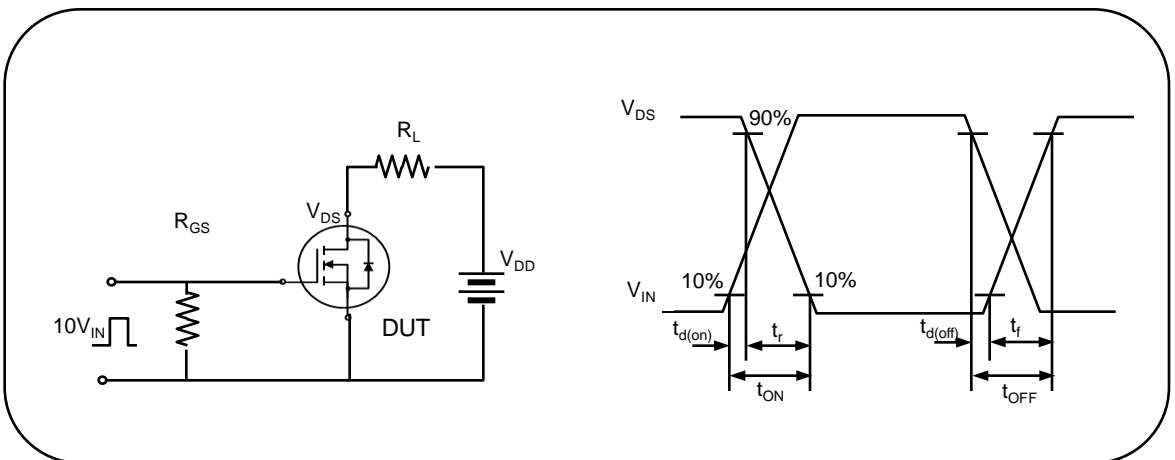 R_L
R_GS
V_DS
V_DD
10V_IN
DUT
V_DS
90%
V_IN
10%
10%
t_d(on)
t_r
t_d(off)
t_f
t_ON
t_OFF